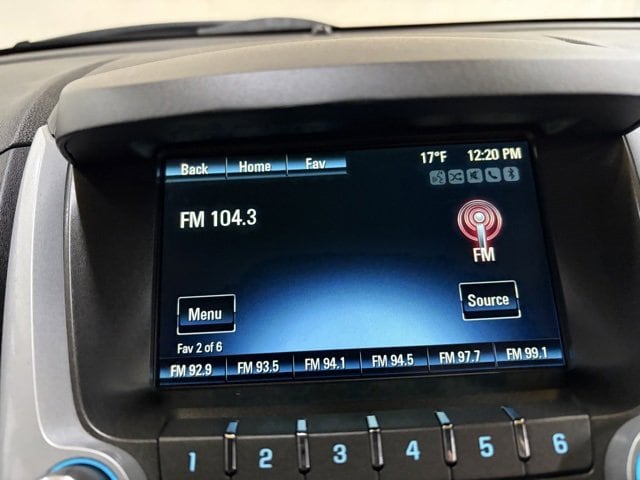 Back Home Fav 17°F 12:20 PM
FM 104.3
FM
Menu Source
Fav 2 of 6
FM 92.9 FM 93.5 FM 94.1 FM 94.5 FM 97.7 FM 99.1
1 2 3 4 5 6